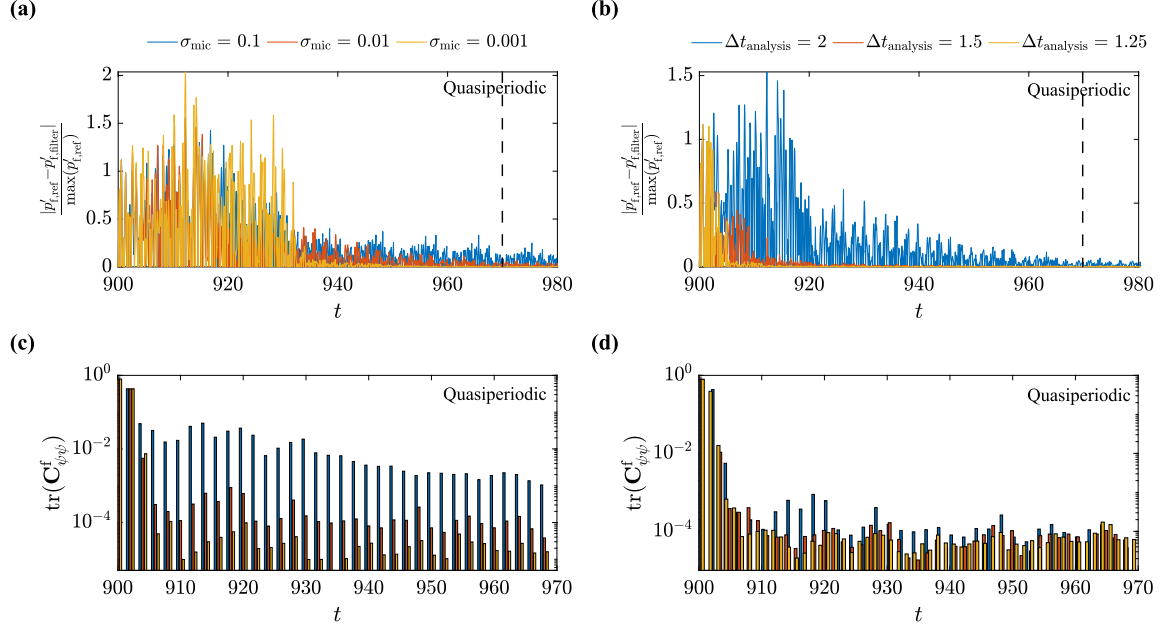 (a)
σ_mic = 0.1 σ_mic = 0.01 σ_mic = 0.001
|p′_f,ref − p′_f,filter| / max(p′_f,ref)
2
1.5
1
0.5
0
Quasiperiodic
900 920 940 960 980
t
(b)
Δt_analysis = 2 Δt_analysis = 1.5 Δt_analysis = 1.25
|p′_f,ref − p′_f,filter| / max(p′_f,ref)
1.5
1
0.5
0
Quasiperiodic
900 920 940 960 980
t
(c)
tr(C^f_ψψ)
10^0
10^−2
10^−4
Quasiperiodic
900 910 920 930 940 950 960 970
t
(d)
tr(C^f_ψψ)
10^0
10^−2
10^−4
Quasiperiodic
900 910 920 930 940 950 960 970
t